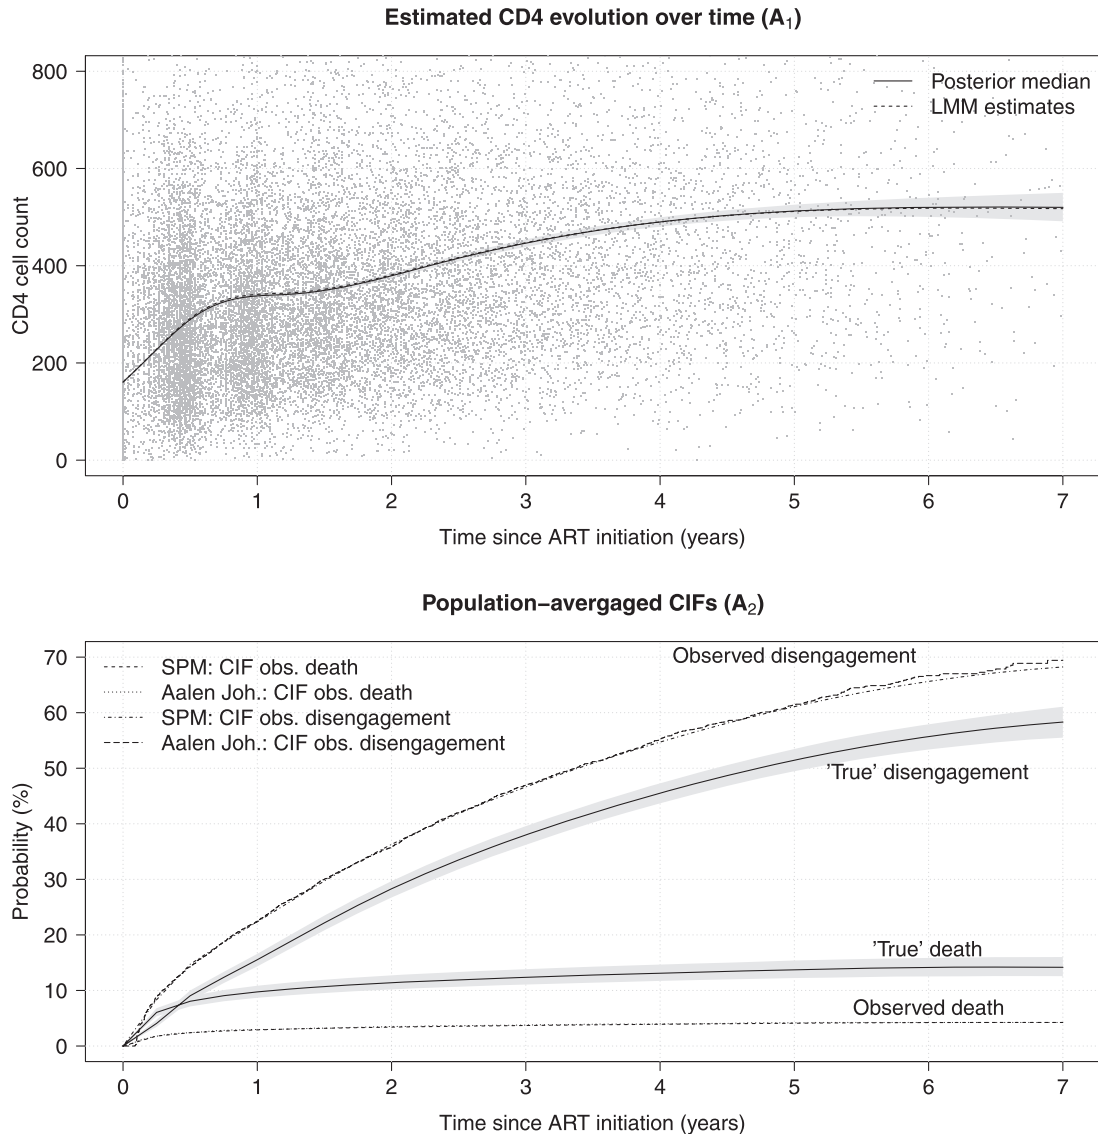 Estimated CD4 evolution over time (A1)
800
600
400
200
0
CD4 cell count
Posterior median
LMM estimates
0 1 2 3 4 5 6 7
Time since ART initiation (years)
Population−avergaged CIFs (A2)
70
60
50
40
30
20
10
0
Probability (%)
SPM: CIF obs. death
Aalen Joh.: CIF obs. death
SPM: CIF obs. disengagement
Aalen Joh.: CIF obs. disengagement
Observed disengagement
'True' disengagement
'True' death
Observed death
0 1 2 3 4 5 6 7
Time since ART initiation (years)